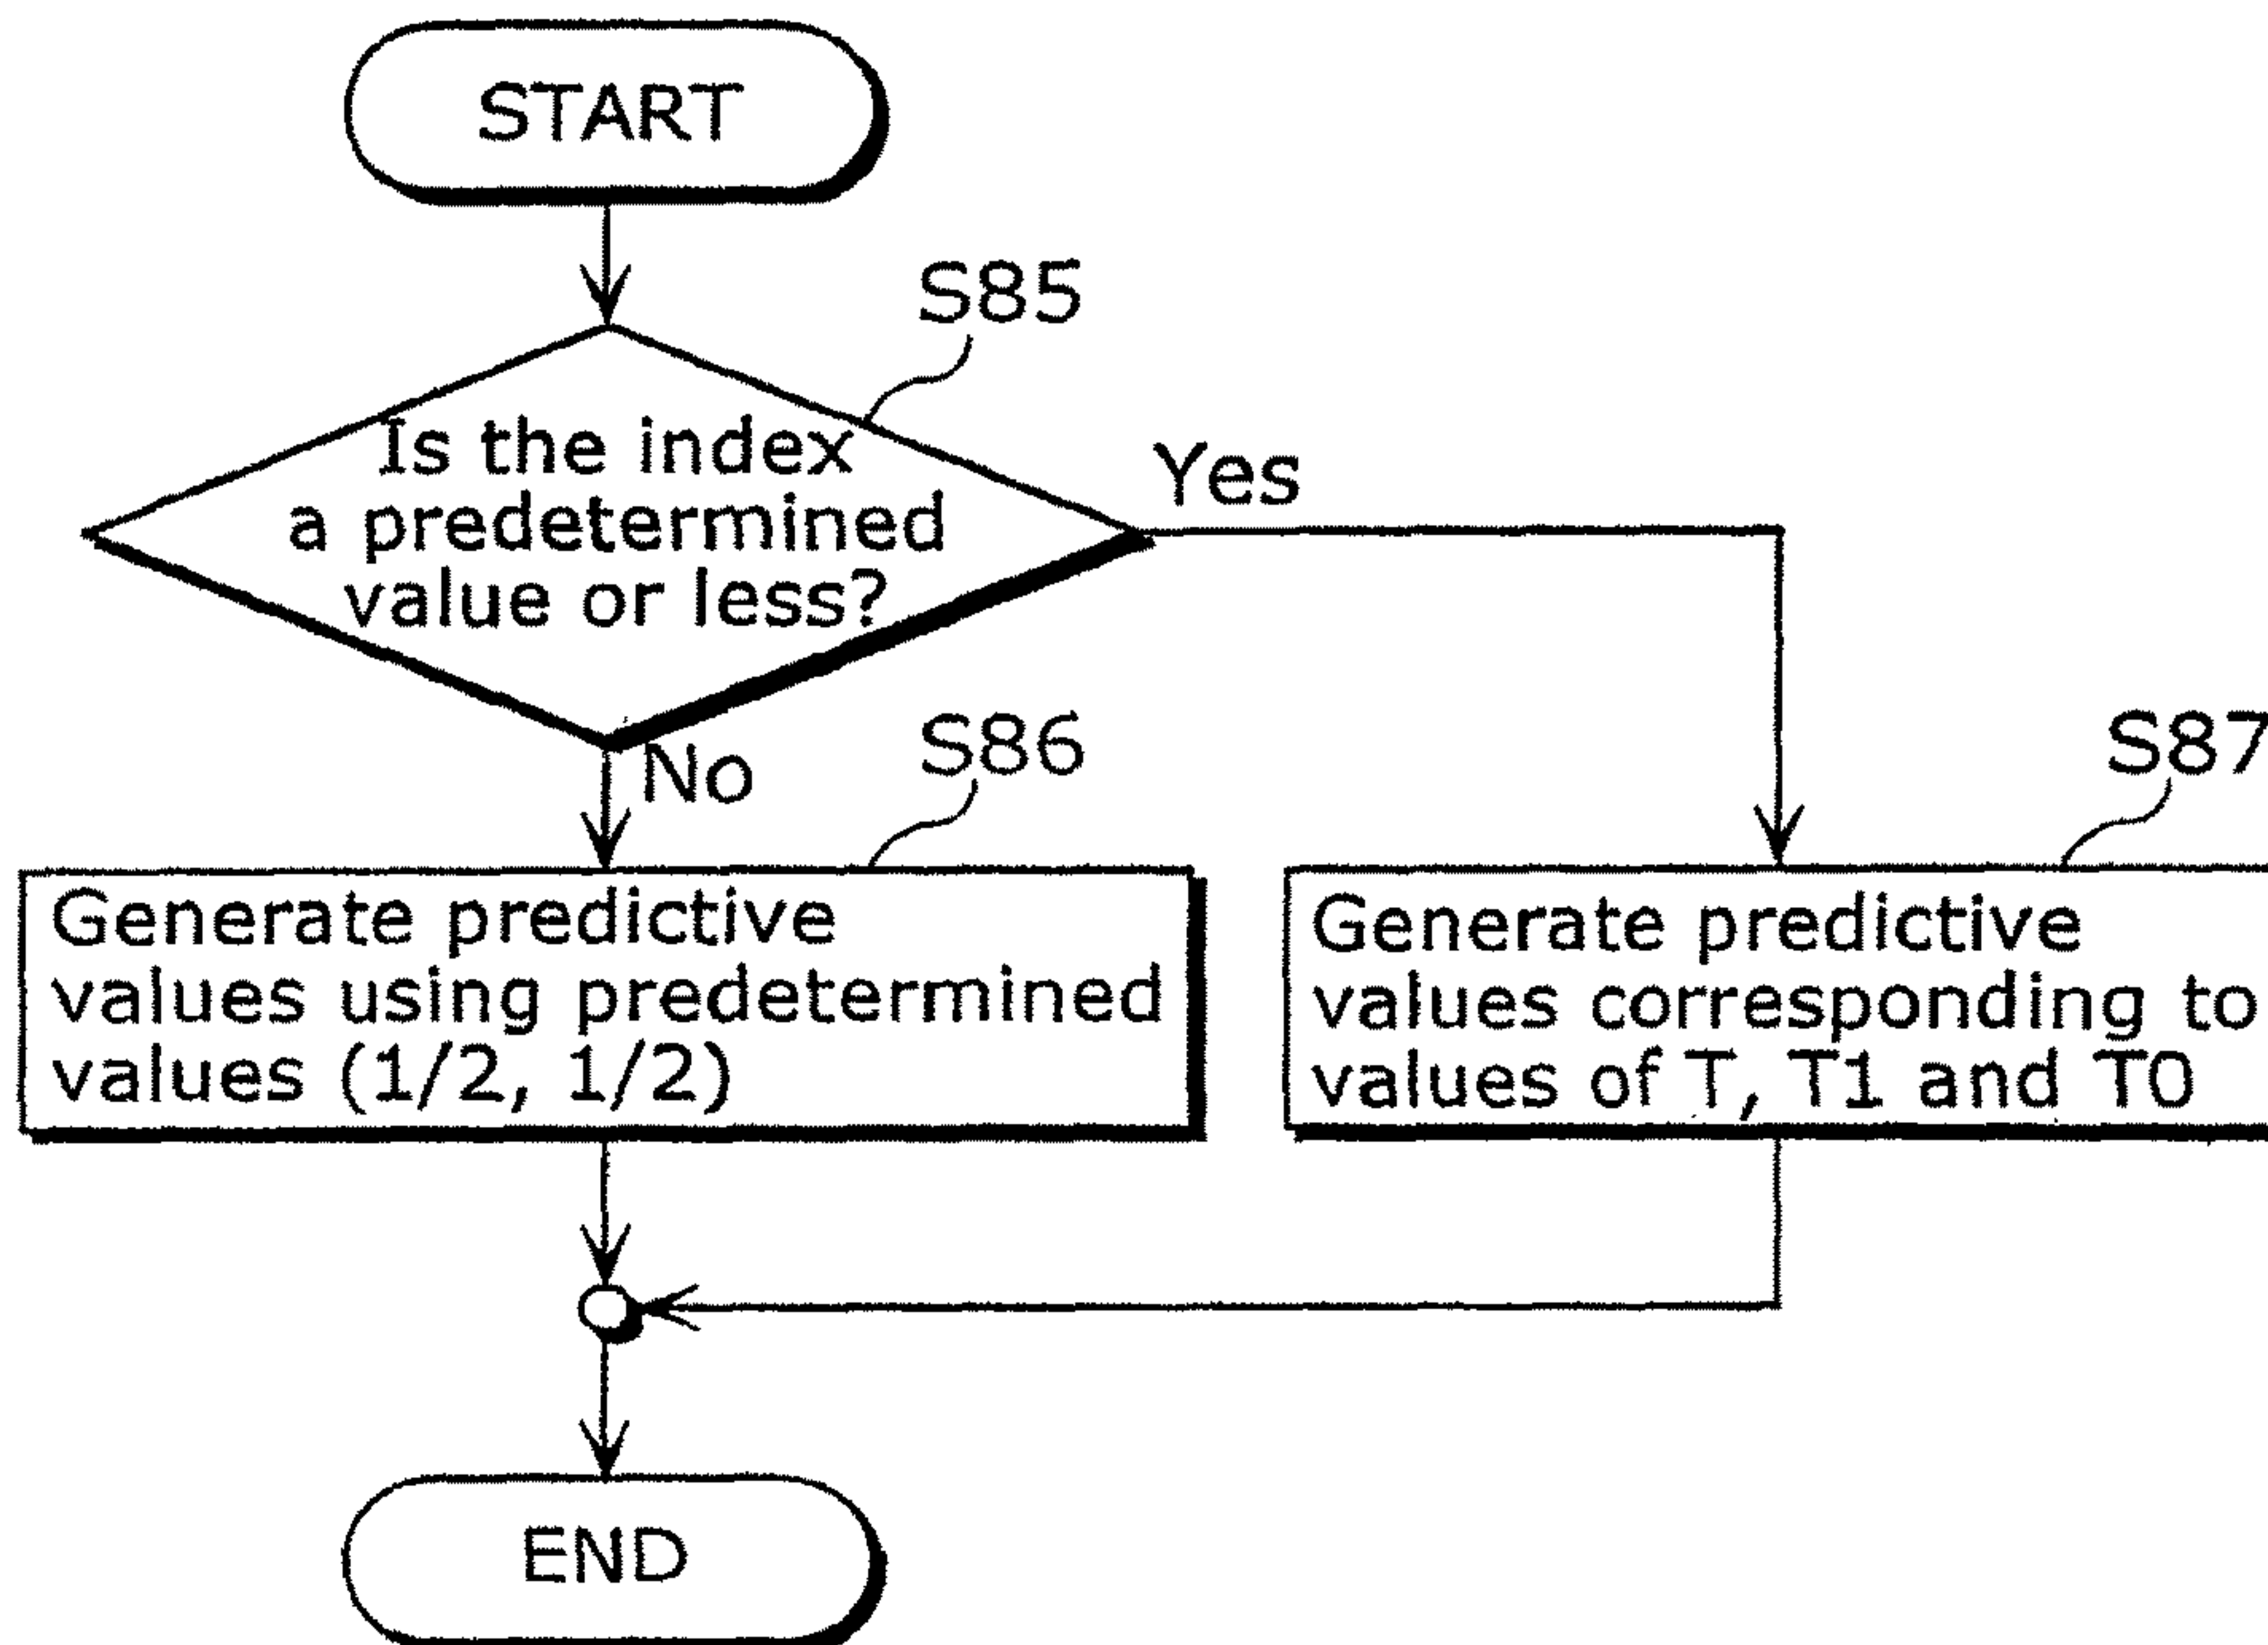 START
S85
Is the index
a predetermined
value or less?
Yes
No
S86
Generate predictive
values using predetermined
values (1/2, 1/2)
S87
Generate predictive
values corresponding to
values of T, T1 and T0
END